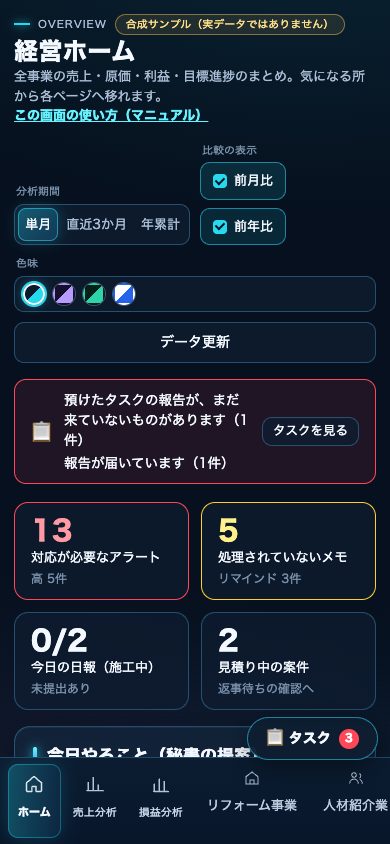 OVERVIEW 合成サンプル（実データではありません）
経営ホーム
全事業の売上・原価・利益・目標進捗のまとめ。気になる所
から各ページへ移れます。
この画面の使い方（マニュアル）
比較の表示
前月比
分析期間
単月 直近3か月 年累計
前年比
色味
データ更新
預けたタスクの報告が、まだ
来ていないものがあります（1
件）
報告が届いています（1件）
タスクを見る
13
対応が必要なアラート
高 5件
5
処理されていないメモ
リマインド 3件
0/2
今日の日報（施工中）
未提出あり
2
見積り中の案件
返事待ちの確認へ
今日やること（秘書の提案
タスク 3
ホーム 売上分析 損益分析 リフォーム事業 人材紹介業